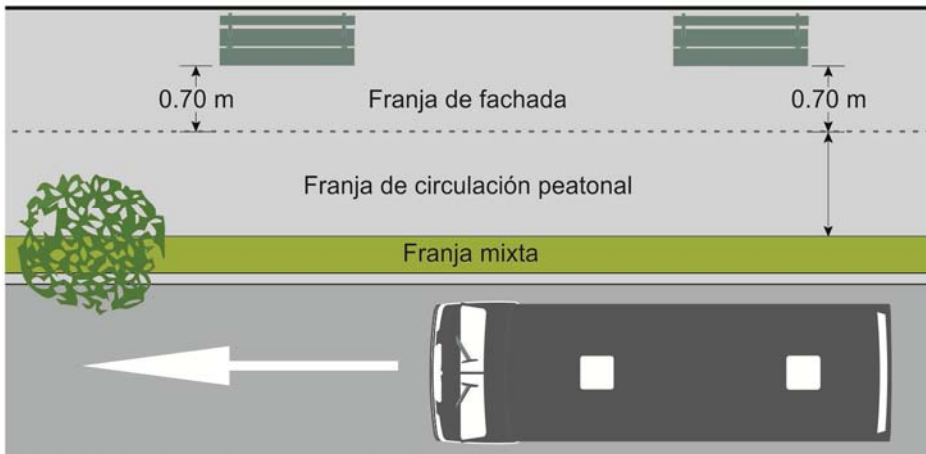 0.70 m
Franja de fachada
0.70 m
Franja de circulación peatonal
Franja mixta